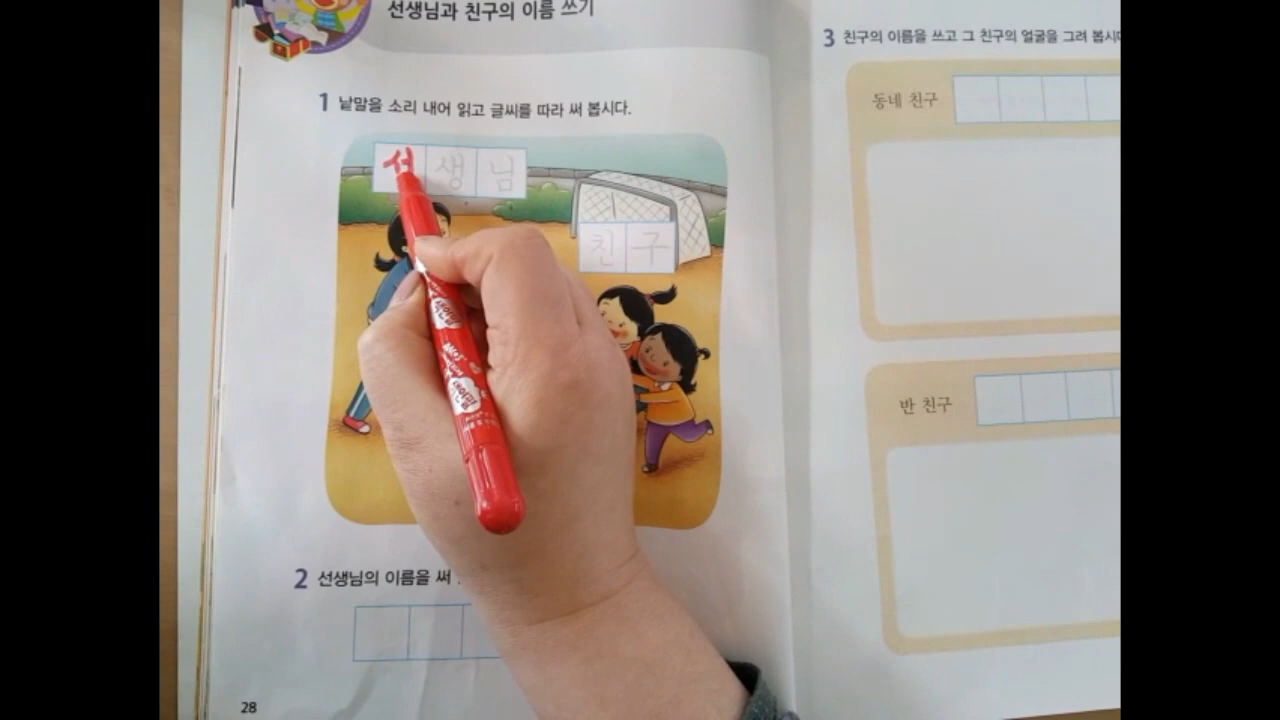 선생님과 친구의 이름 쓰기
1 낱말을 소리 내어 읽고 글씨를 따라 써 봅시다.
선생님
친구
2 선생님의 이름을 써
28
3 친구의 이름을 쓰고 그 친구의 얼굴을 그려 봅시다
동네 친구
반 친구